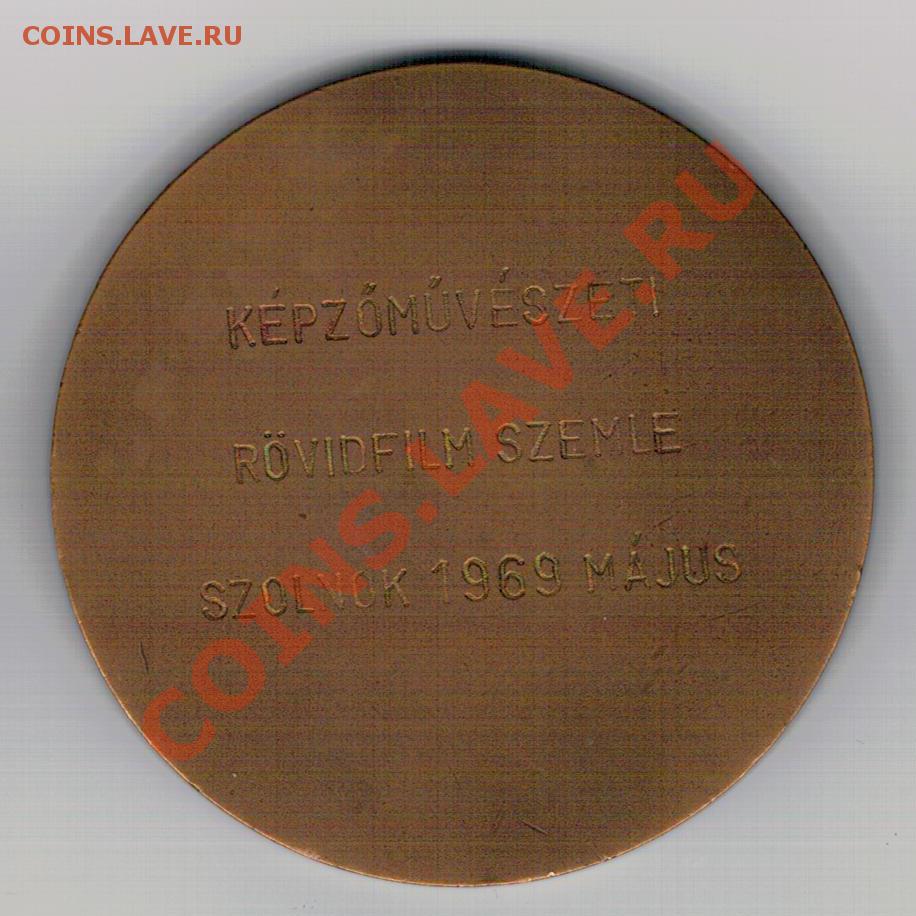 COINS.LAVE.RU
KÉPZŐMŰVÉSZETI
RÖVIDFILM SZEMLE
SZOLNOK 1969 MÁJUS
COINS.LAVE.RU